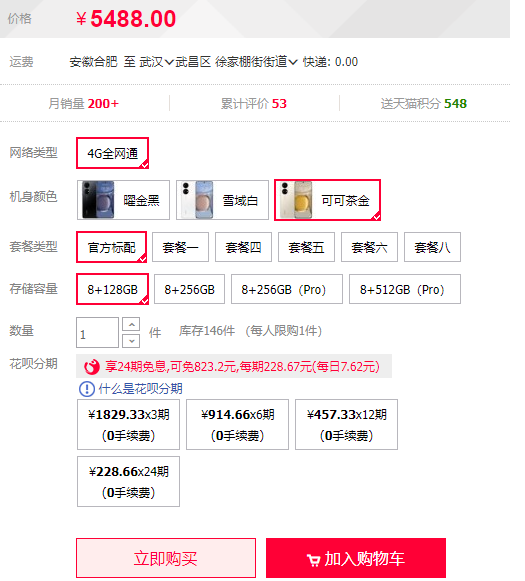 价格 ¥5488.00
运费 安徽合肥 至 武汉 武昌区 徐家棚街街道 快递: 0.00
月销量 200+ 累计评价 53 送天猫积分 548
网络类型 4G全网通
机身颜色 曜金黑 雪域白 可可茶金
套餐类型 官方标配 套餐一 套餐四 套餐五 套餐六 套餐八
存储容量 8+128GB 8+256GB 8+256GB（Pro） 8+512GB（Pro）
数量 1 件 库存146件 （每人限购1件）
花呗分期 享24期免息,可免823.2元,每期228.67元(每日7.62元)
什么是花呗分期
¥1829.33x3期 ¥914.66x6期 ¥457.33x12期
（0手续费） （0手续费） （0手续费）
¥228.66x24期
（0手续费）
立即购买 加入购物车